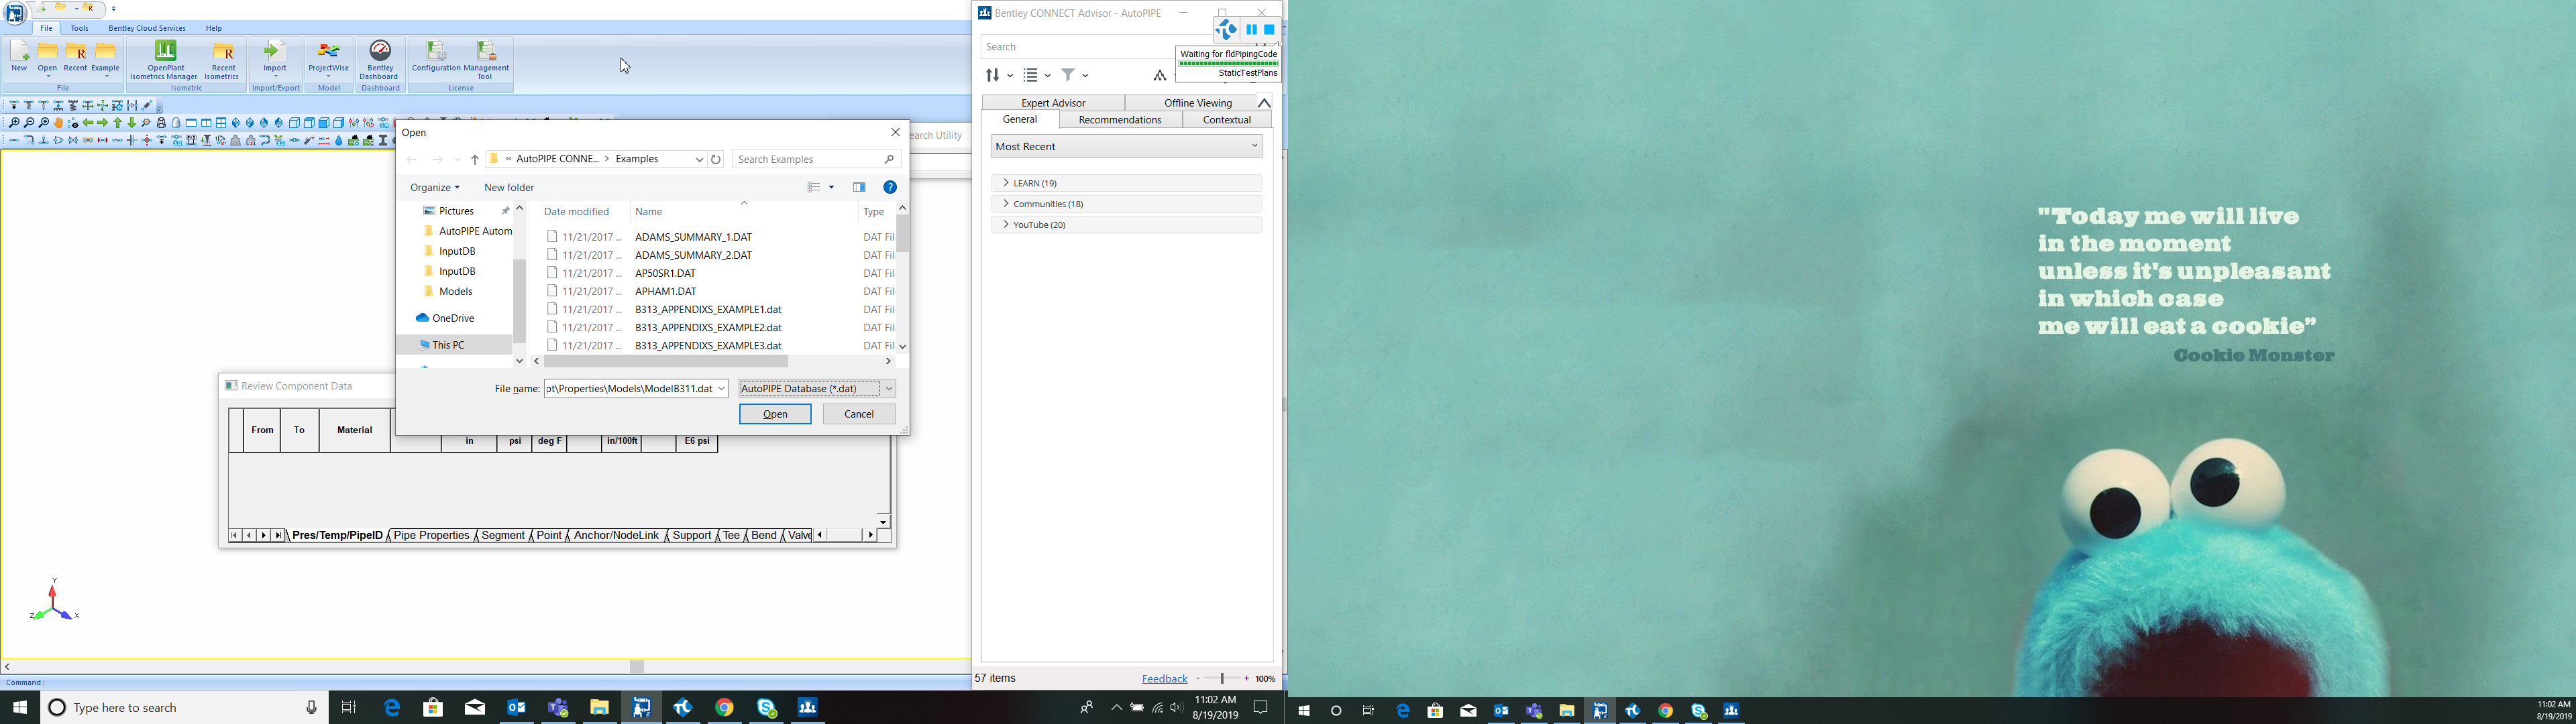 File Tools Bentley Cloud Services Help
New Open Recent Example OpenPlant Isometrics Manager Recent Isometrics Import ProjectWise Bentley Dashboard Configuration Management Tool
File Isometric Import/Export Model Dashboard License
Open
earch Utility
« AutoPIPE CONNE... > Examples
Search Examples
Organize New folder
Pictures
AutoPIPE Autom
InputDB
InputDB
Models
OneDrive
This PC
Date modified Name Type
11/21/2017 ... ADAMS_SUMMARY_1.DAT DAT Fil
11/21/2017 ... ADAMS_SUMMARY_2.DAT DAT Fil
11/21/2017 ... AP50SR1.DAT DAT Fil
11/21/2017 ... APHAM1.DAT DAT Fil
11/21/2017 ... B313_APPENDIXS_EXAMPLE1.dat DAT Fil
11/21/2017 ... B313_APPENDIXS_EXAMPLE2.dat DAT Fil
11/21/2017 ... B313_APPENDIXS_EXAMPLE3.dat DAT Fil
File name: pt\Properties\Models\ModelB311.dat AutoPIPE Database (*.dat)
Open Cancel
Review Component Data
From To Material
in psi deg F in/100ft E6 psi
Pres/Temp/PipeID Pipe Properties Segment Point Anchor/NodeLink Support Tee Bend Valve
Y
Z X
Command :
Type here to search
11:02 AM
8/19/2019
Bentley CONNECT Advisor - AutoPIPE
Search
Waiting for fldPipingCode
StaticTestPlans
Expert Advisor Offline Viewing
General Recommendations Contextual
Most Recent
LEARN (19)
Communities (18)
YouTube (20)
57 items Feedback - + 100%
"Today me will live
in the moment
unless it's unpleasant
in which case
me will eat a cookie”
Cookie Monster
11:02 AM
8/19/2019